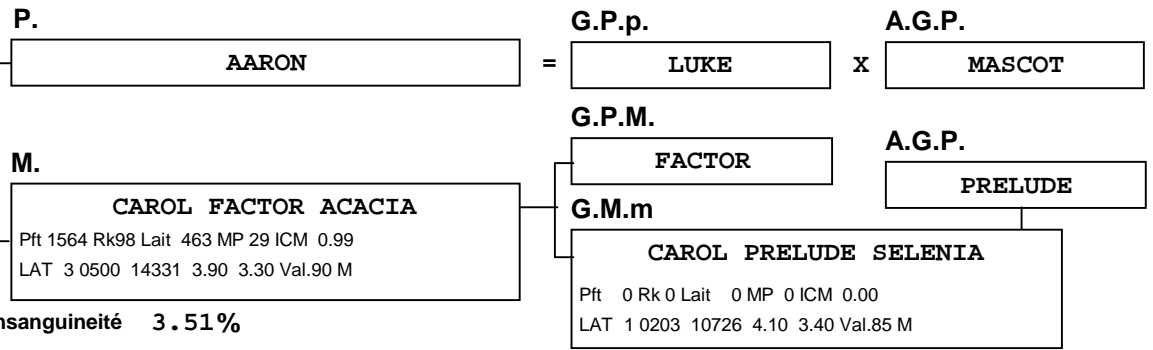 P.
G.P.p.
A.G.P.
AARON
=
LUKE
X
MASCOT
G.P.M.
FACTOR
A.G.P.
PRELUDE
M.
CAROL FACTOR ACACIA
Pft 1564 Rk98 Lait 463 MP 29 ICM 0.99
LAT 3 0500 14331 3.90 3.30 Val.90 M
G.M.m
CAROL PRELUDE SELENIA
Pft 0 Rk 0 Lait 0 MP 0 ICM 0.00
LAT 1 0203 10726 4.10 3.40 Val.85 M
nsanguineité 3.51%